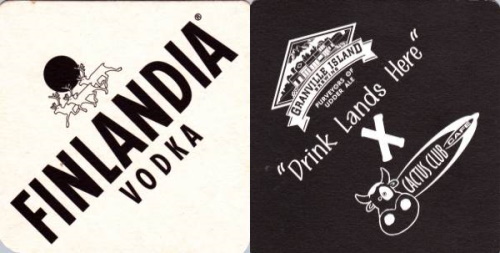 FINLANDIA®
VODKA
GRANVILLE ISLAND
PURVEYORS OF
UDDER ALE
"Drink Lands Here"
X
CACTUS CLUB
CAFE